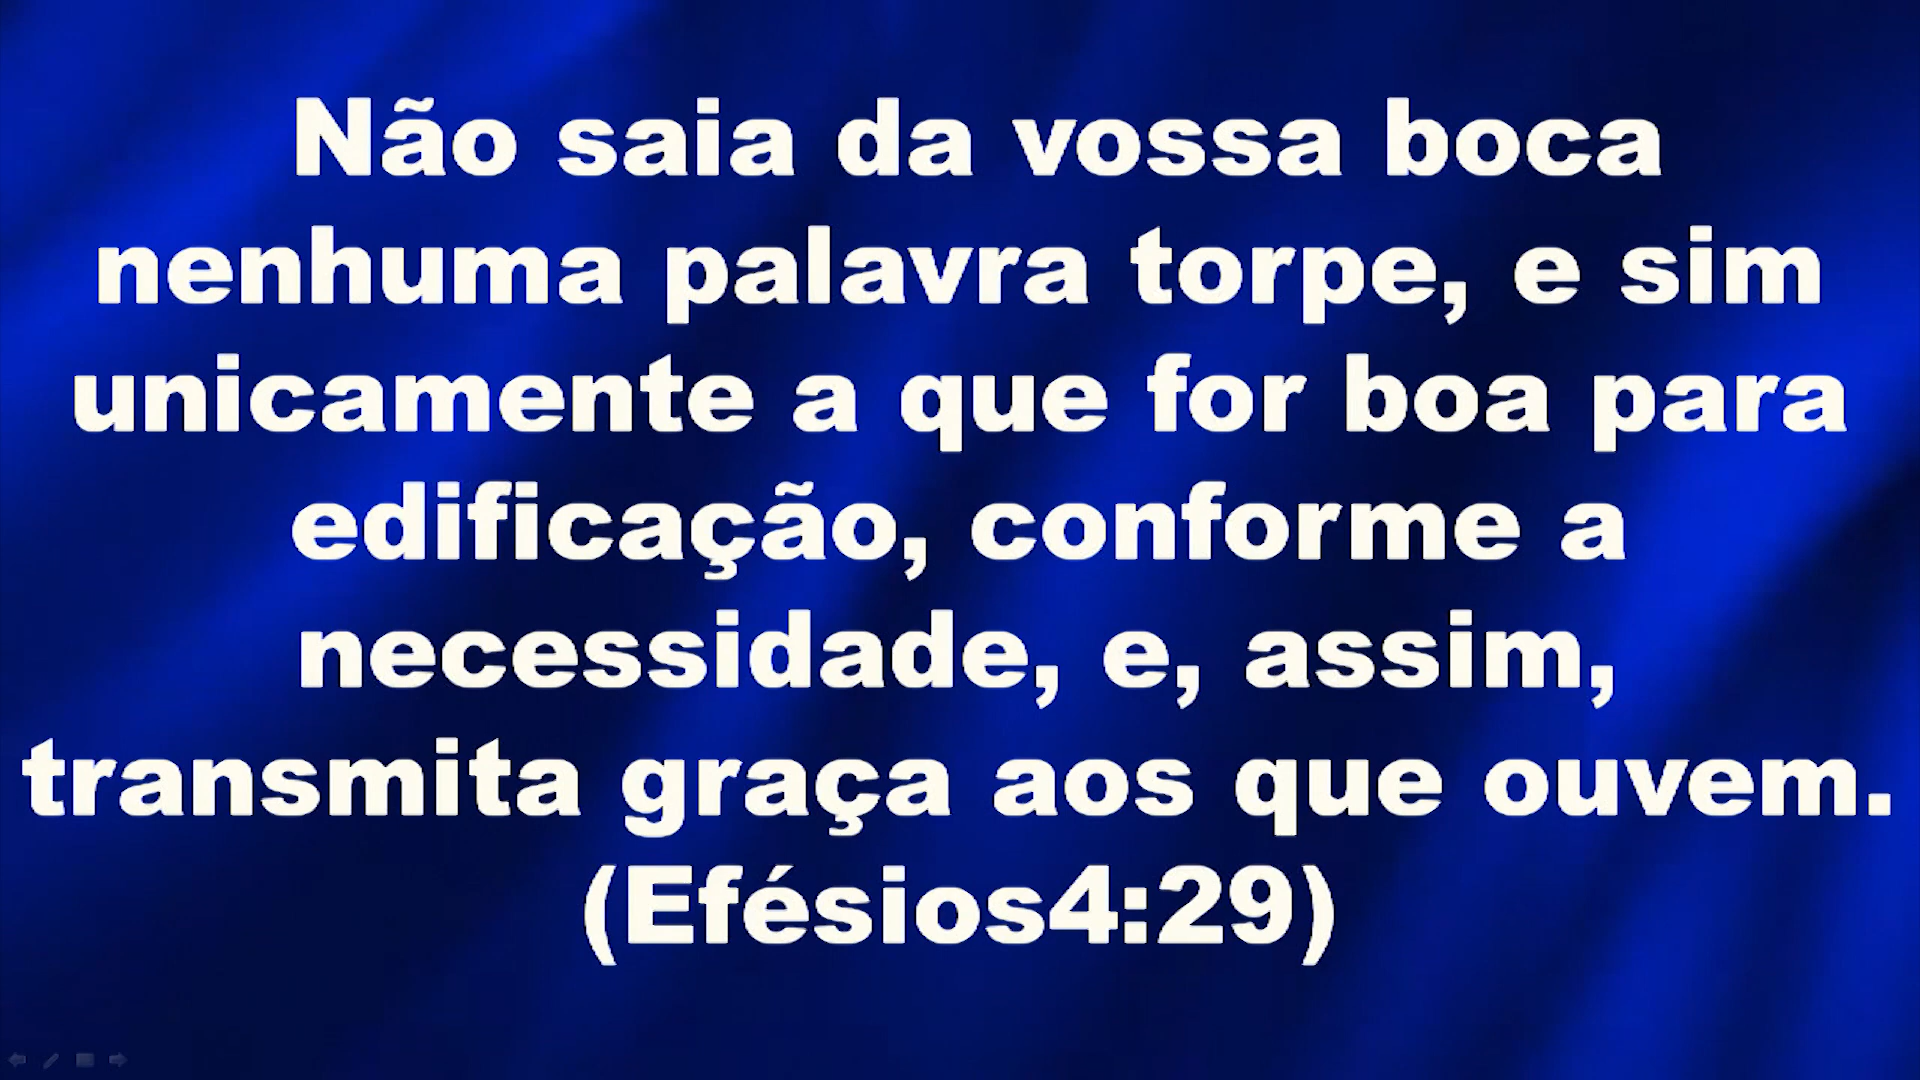 Não saia da vossa boca
nenhuma palavra torpe, e sim
unicamente a que for boa para
edificação, conforme a
necessidade, e, assim,
transmita graça aos que ouvem.
(Efésios4:29)